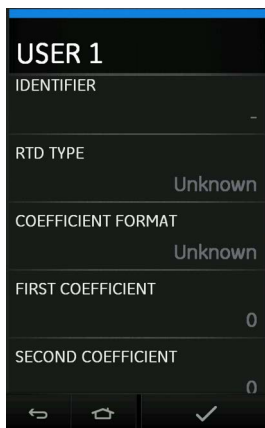 USER 1
IDENTIFIER
-
RTD TYPE
Unknown
COEFFICIENT FORMAT
Unknown
FIRST COEFFICIENT
0
SECOND COEFFICIENT
0